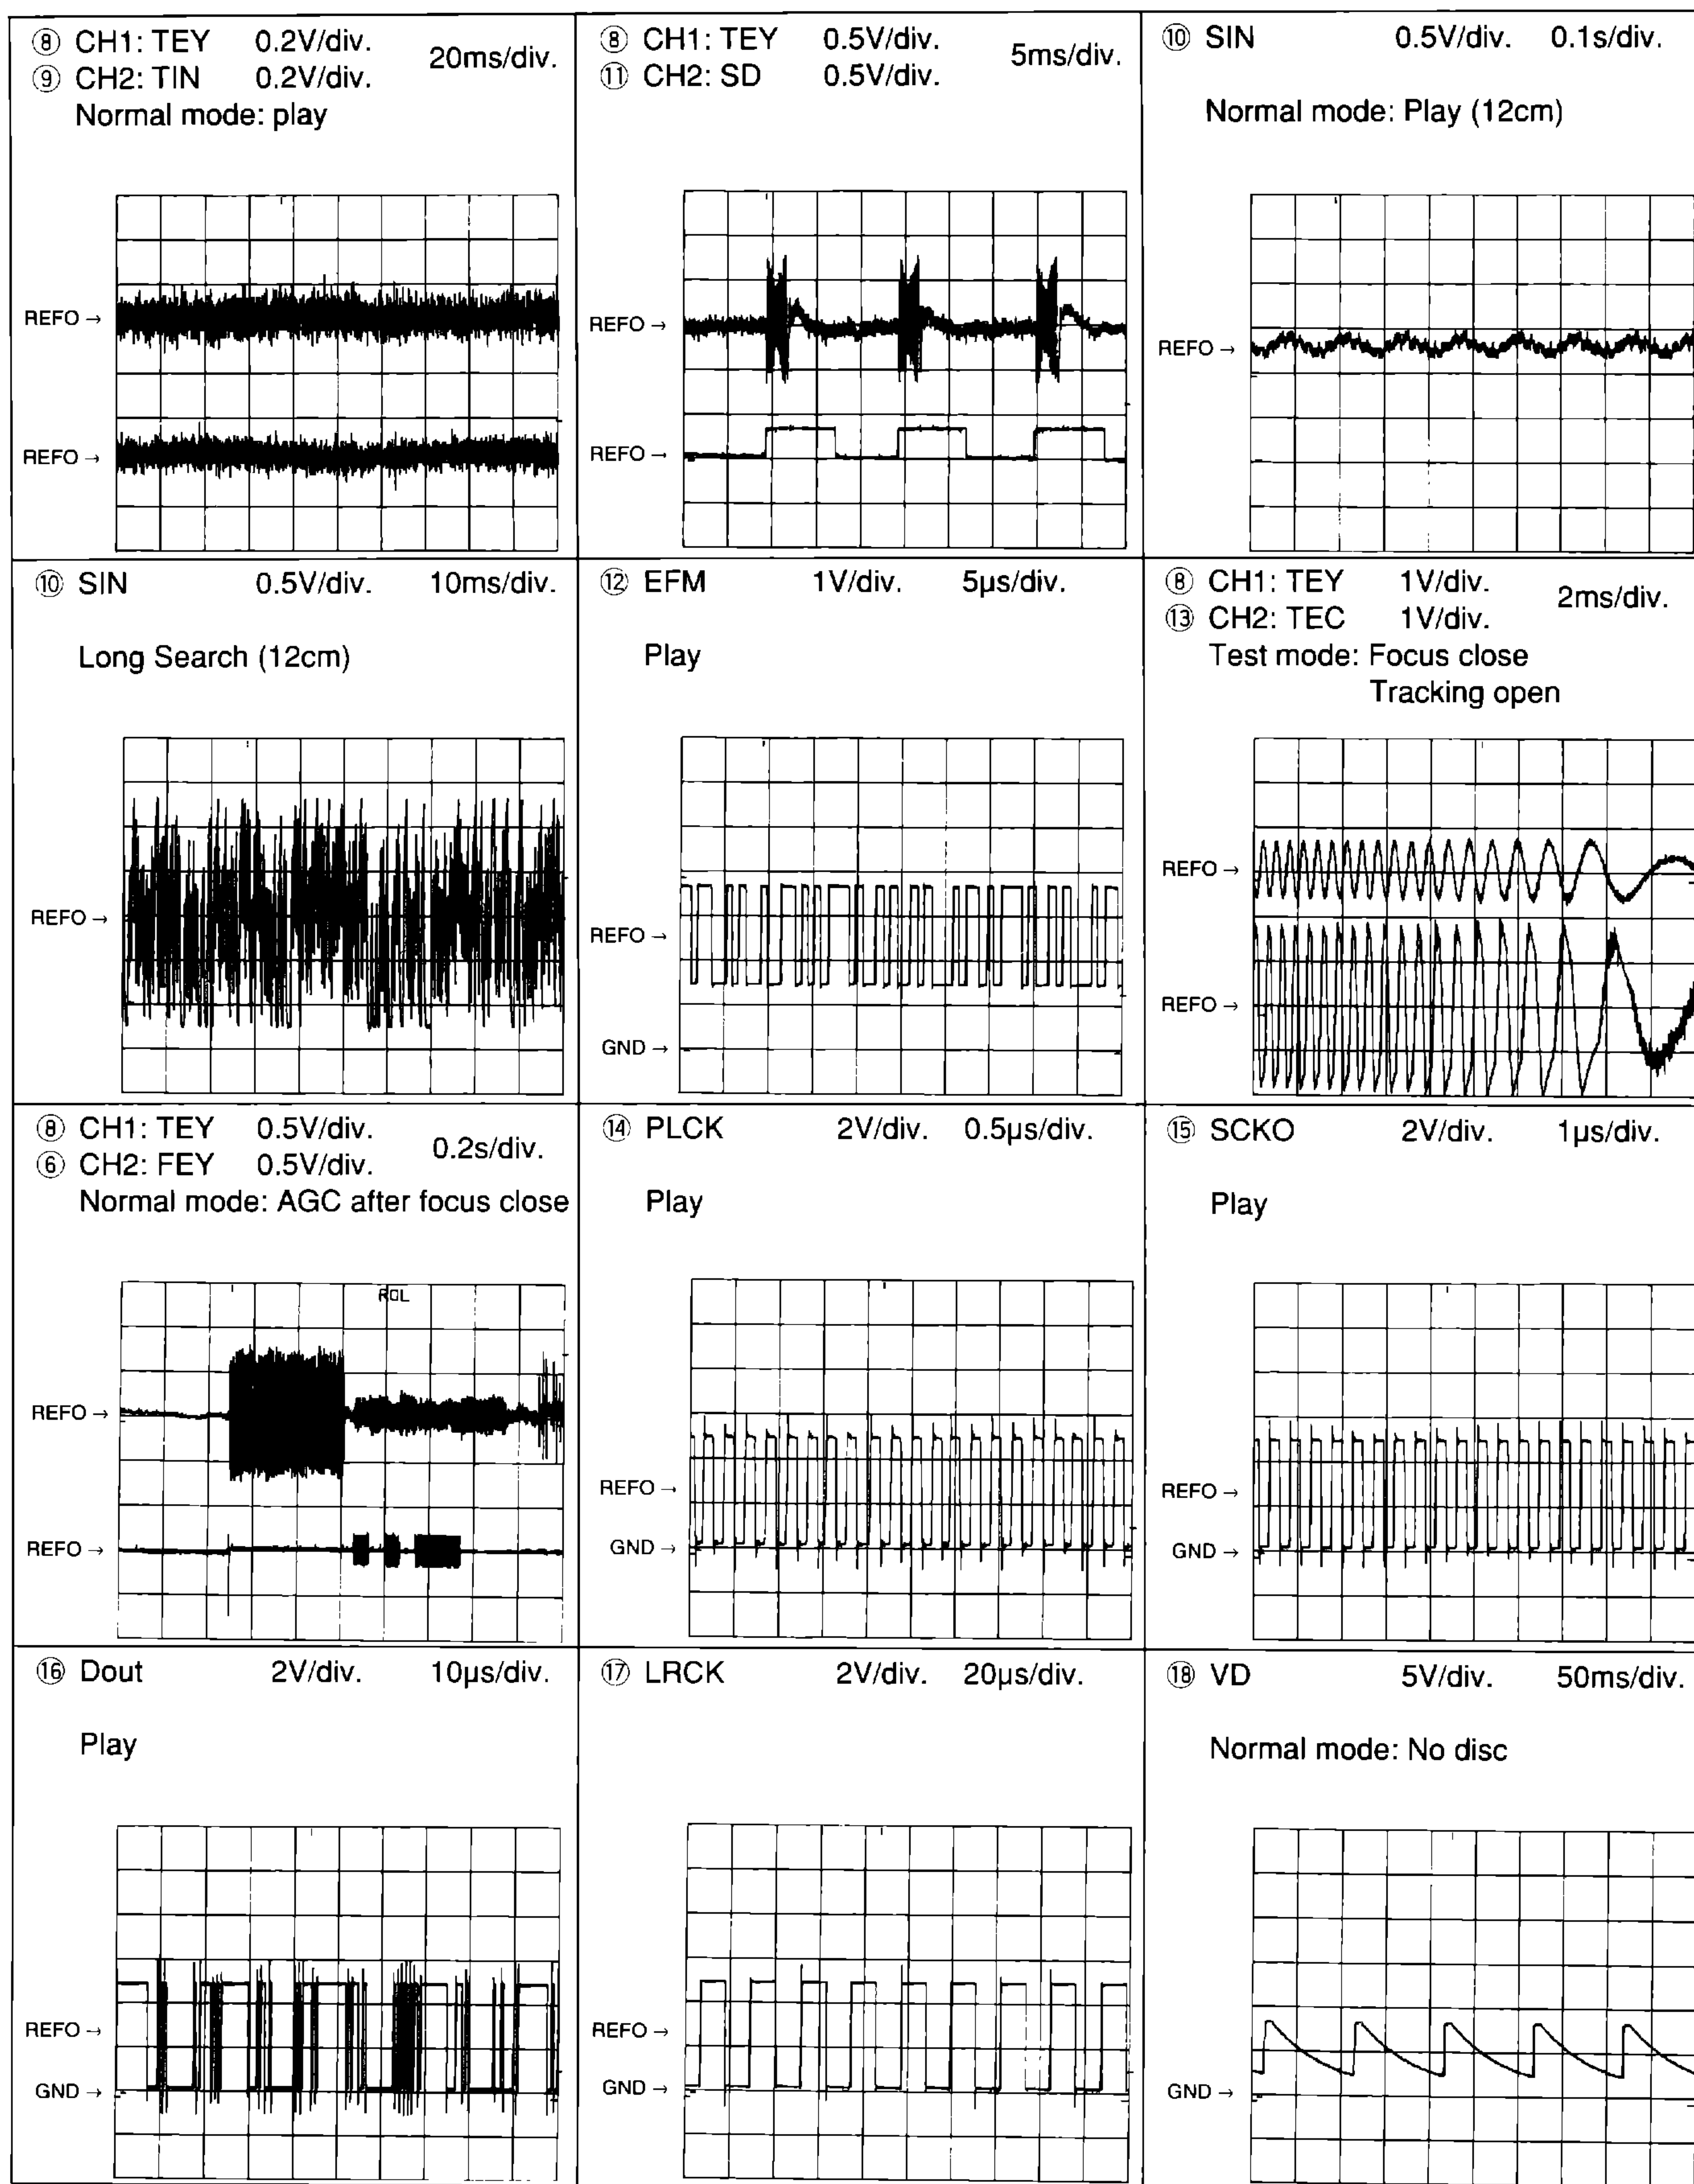 ⑧ CH1: TEY 0.2V/div. 20ms/div.
⑨ CH2: TIN 0.2V/div.
Normal mode: play
REFO →
REFO →
⑧ CH1: TEY 0.5V/div. 5ms/div.
⑪ CH2: SD 0.5V/div.
REFO →
REFO →
⑩ SIN 0.5V/div. 0.1s/div.
Normal mode: Play (12cm)
REFO →
⑩ SIN 0.5V/div. 10ms/div.
Long Search (12cm)
REFO →
⑫ EFM 1V/div. 5µs/div.
Play
REFO →
GND →
⑧ CH1: TEY 1V/div. 2ms/div.
⑬ CH2: TEC 1V/div.
Test mode: Focus close
Tracking open
REFO →
REFO →
⑧ CH1: TEY 0.5V/div. 0.2s/div.
⑥ CH2: FEY 0.5V/div.
Normal mode: AGC after focus close
ROL
REFO →
REFO →
⑭ PLCK 2V/div. 0.5µs/div.
Play
REFO →
GND →
⑮ SCKO 2V/div. 1µs/div.
Play
REFO →
GND →
⑯ Dout 2V/div. 10µs/div.
Play
REFO →
GND →
⑰ LRCK 2V/div. 20µs/div.
REFO →
GND →
⑱ VD 5V/div. 50ms/div.
Normal mode: No disc
GND →